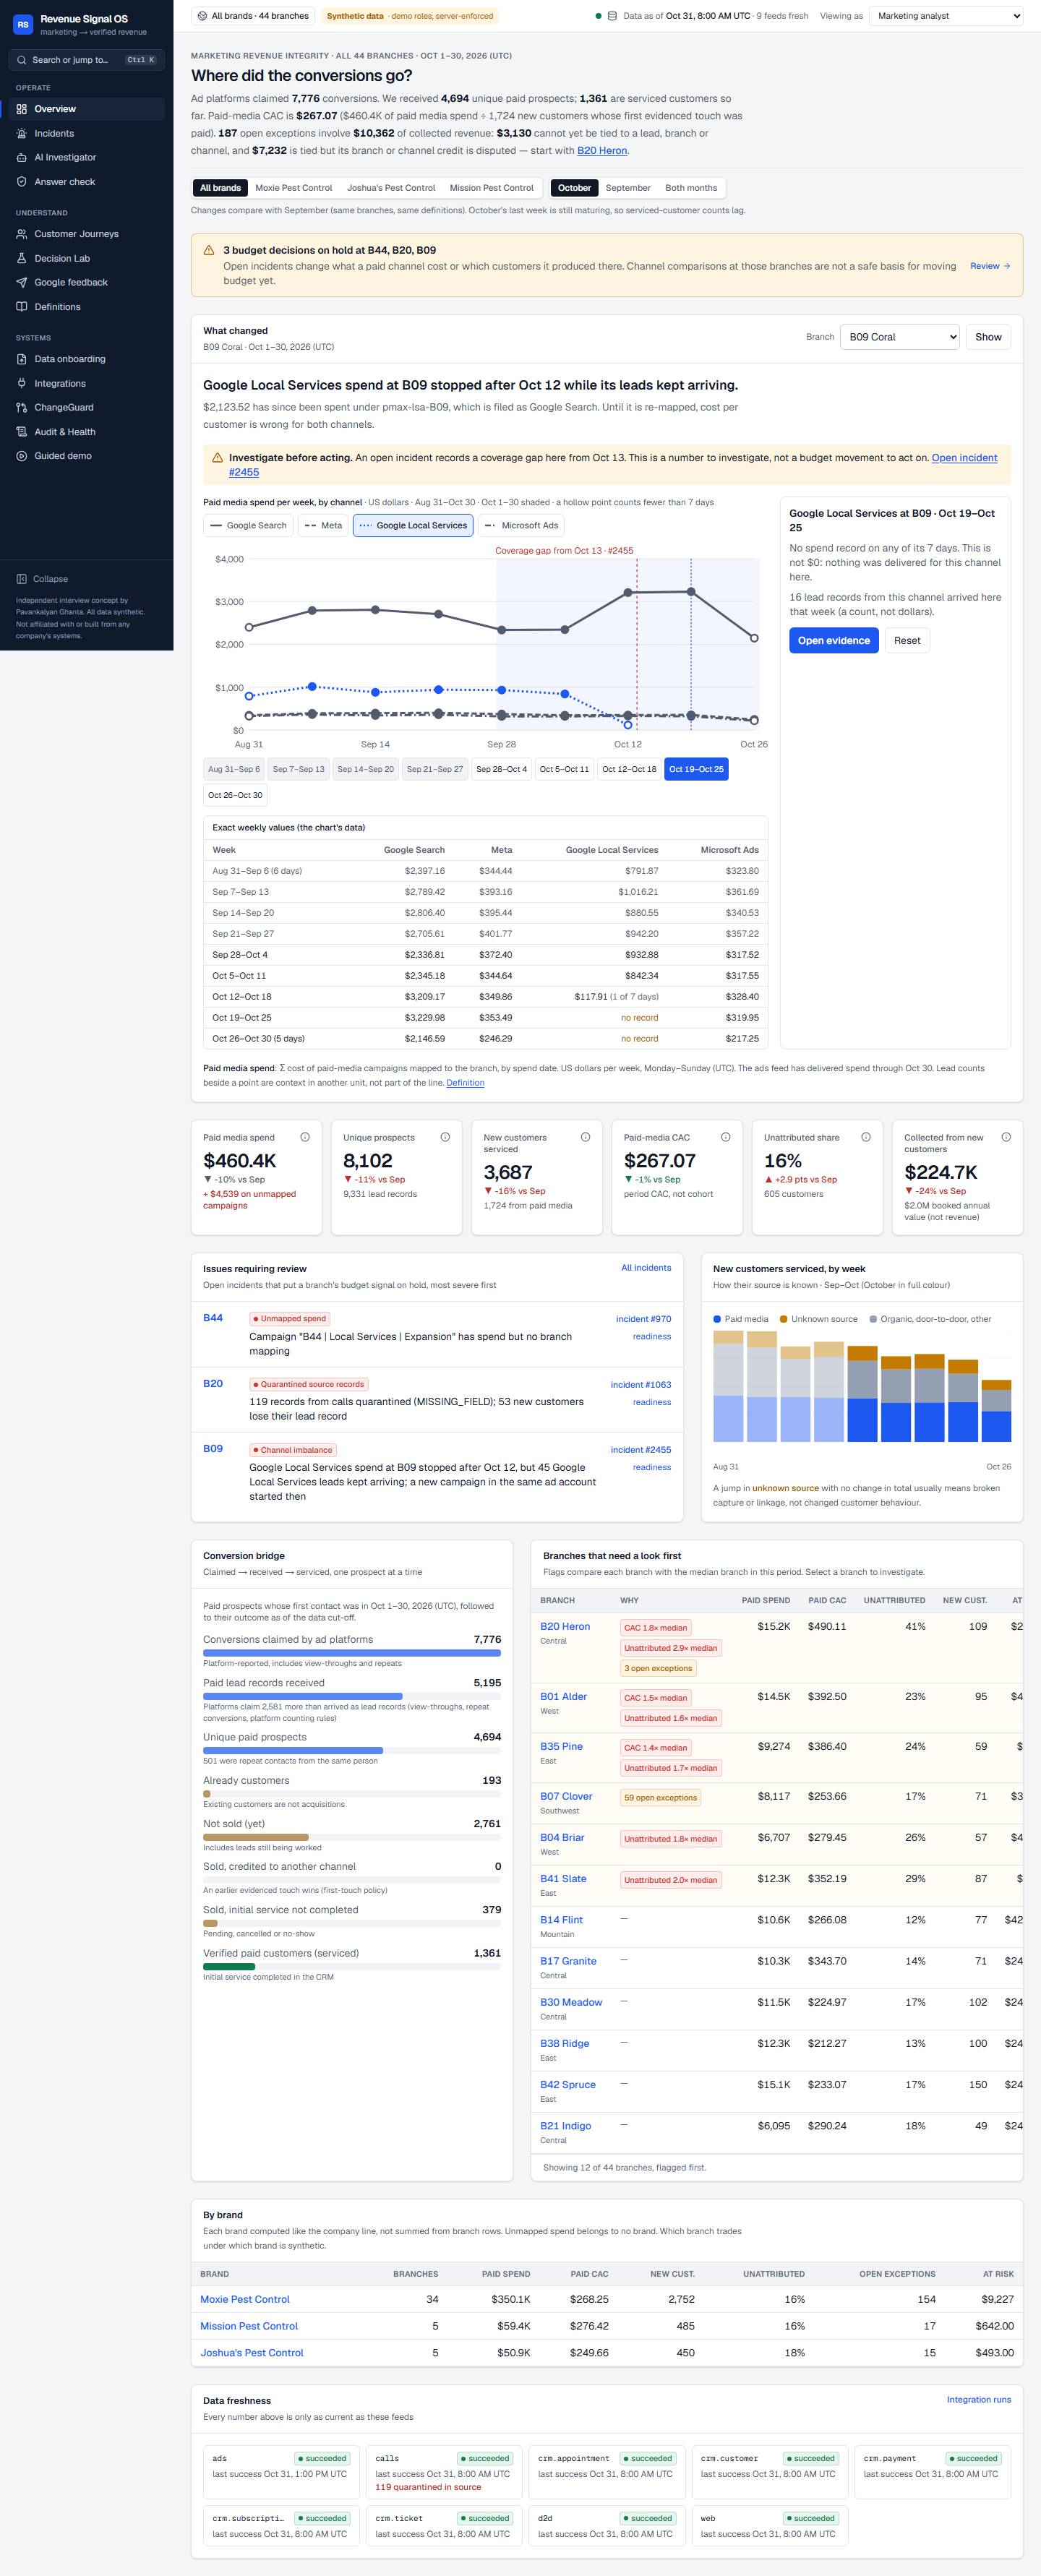 RS
Revenue Signal OS
marketing → verified revenue
Search or jump to...
Ctrl K
OPERATE
Overview
Incidents
AI Investigator
Answer check
UNDERSTAND
Customer Journeys
Decision Lab
Google feedback
Definitions
SYSTEMS
Data onboarding
Integrations
ChangeGuard
Audit & Health
Guided demo
Collapse
Independent interview concept by
Pavankalyan Ghanta. All data synthetic.
Not affiliated with or built from any
company's systems.
All brands · 44 branches
Synthetic data · demo roles, server-enforced
Data as of Oct 31, 8:00 AM UTC · 9 feeds fresh
Viewing as
Marketing analyst
MARKETING REVENUE INTEGRITY · ALL 44 BRANCHES · OCT 1–30, 2026 (UTC)
Where did the conversions go?
Ad platforms claimed 7,776 conversions. We received 4,694 unique paid prospects; 1,361 are serviced customers so
far. Paid-media CAC is $267.07 ($460.4K of paid media spend ÷ 1,724 new customers whose first evidenced touch was
paid). 187 open exceptions involve $10,362 of collected revenue: $3,130 cannot yet be tied to a lead, branch or
channel, and $7,232 is tied but its branch or channel credit is disputed — start with B20 Heron.
All brands
Moxie Pest Control
Joshua's Pest Control
Mission Pest Control
October
September
Both months
Changes compare with September (same branches, same definitions). October's last week is still maturing, so serviced-customer counts lag.
3 budget decisions on hold at B44, B20, B09
Open incidents change what a paid channel cost or which customers it produced there. Channel comparisons at those branches are not a safe basis for moving
budget yet.
Review →
What changed
B09 Coral · Oct 1–30, 2026 (UTC)
Branch
B09 Coral
Show
Google Local Services spend at B09 stopped after Oct 12 while its leads kept arriving.
$2,123.52 has since been spent under pmax-lsa-B09, which is filed as Google Search. Until it is re-mapped, cost per
customer is wrong for both channels.
Investigate before acting. An open incident records a coverage gap here from Oct 13. This is a number to investigate, not a budget movement to act on. Open incident
#2455
Paid media spend per week, by channel · US dollars · Aug 31–Oct 30 · Oct 1–30 shaded · a hollow point counts fewer than 7 days
Google Search
Meta
Google Local Services
Microsoft Ads
Coverage gap from Oct 13 · #2455
$4,000
$3,000
$2,000
$1,000
$0
Aug 31
Sep 14
Sep 28
Oct 12
Oct 26
Aug 31–Sep 6
Sep 7–Sep 13
Sep 14–Sep 20
Sep 21–Sep 27
Sep 28–Oct 4
Oct 5–Oct 11
Oct 12–Oct 18
Oct 19–Oct 25
Oct 26–Oct 30
Google Local Services at B09 · Oct 19–Oct
25
No spend record on any of its 7 days. This is
not $0: nothing was delivered for this channel
here.
16 lead records from this channel arrived here
that week (a count, not dollars).
Open evidence
Reset
Exact weekly values (the chart's data)
Week Google Search Meta Google Local Services Microsoft Ads
Aug 31–Sep 6 (6 days) $2,397.16 $344.44 $791.87 $323.80
Sep 7–Sep 13 $2,789.42 $393.16 $1,016.21 $361.69
Sep 14–Sep 20 $2,806.40 $395.44 $880.55 $340.53
Sep 21–Sep 27 $2,705.61 $401.77 $942.20 $357.22
Sep 28–Oct 4 $2,336.81 $372.40 $932.88 $317.52
Oct 5–Oct 11 $2,345.18 $344.64 $842.34 $317.55
Oct 12–Oct 18 $3,209.17 $349.86 $117.91 (1 of 7 days) $328.40
Oct 19–Oct 25 $3,229.98 $353.49 no record $319.95
Oct 26–Oct 30 (5 days) $2,146.59 $246.29 no record $217.25
Paid media spend: Σ cost of paid-media campaigns mapped to the branch, by spend date. US dollars per week, Monday–Sunday (UTC). The ads feed has delivered spend through Oct 30. Lead counts
beside a point are context in another unit, not part of the line. Definition
Paid media spend
$460.4K
▼ -10% vs Sep
+ $4,539 on unmapped
campaigns
Unique prospects
8,102
▼ -11% vs Sep
9,331 lead records
New customers
serviced
3,687
▼ -16% vs Sep
1,724 from paid media
Paid-media CAC
$267.07
▼ -1% vs Sep
period CAC, not cohort
Unattributed share
16%
▲ +2.9 pts vs Sep
605 customers
Collected from new
customers
$224.7K
▼ -24% vs Sep
$2.0M booked annual
value (not revenue)
Issues requiring review
All incidents
Open incidents that put a branch's budget signal on hold, most severe first
B44
Unmapped spend
incident #970
Campaign "B44 | Local Services | Expansion" has spend but no branch
mapping
readiness
B20
Quarantined source records
incident #1063
119 records from calls quarantined (MISSING_FIELD); 53 new customers
lose their lead record
readiness
B09
Channel imbalance
incident #2455
Google Local Services spend at B09 stopped after Oct 12, but 45 Google
Local Services leads kept arriving; a new campaign in the same ad account
started then
readiness
New customers serviced, by week
How their source is known · Sep–Oct (October in full colour)
Paid media
Unknown source
Organic, door-to-door, other
Aug 31
Oct 26
A jump in unknown source with no change in total usually means broken
capture or linkage, not changed customer behaviour.
Conversion bridge
Claimed → received → serviced, one prospect at a time
Paid prospects whose first contact was in Oct 1–30, 2026 (UTC), followed
to their outcome as of the data cut-off.
Conversions claimed by ad platforms 7,776
Platform-reported, includes view-throughs and repeats
Paid lead records received 5,195
Platforms claim 2,581 more than arrived as lead records (view-throughs, repeat
conversions, platform counting rules)
Unique paid prospects 4,694
501 were repeat contacts from the same person
Already customers 193
Existing customers are not acquisitions
Not sold (yet) 2,761
Includes leads still being worked
Sold, credited to another channel 0
An earlier evidenced touch wins (first-touch policy)
Sold, initial service not completed 379
Pending, cancelled or no-show
Verified paid customers (serviced) 1,361
Initial service completed in the CRM
Branches that need a look first
Flags compare each branch with the median branch in this period. Select a branch to investigate.
BRANCH WHY PAID SPEND PAID CAC UNATTRIBUTED NEW CUST. AT
B20 Heron CAC 1.8× median $15.2K $490.11 41% 109 $2
Central
Unattributed 2.9× median
3 open exceptions
B01 Alder CAC 1.5× median $14.5K $392.50 23% 95 $4
West
Unattributed 1.6× median
B35 Pine CAC 1.4× median $9,274 $386.40 24% 59 $
East
Unattributed 1.7× median
B07 Clover 59 open exceptions $8,117 $253.66 17% 71 $3
Southwest
B04 Briar Unattributed 1.8× median $6,707 $279.45 26% 57 $4
West
B41 Slate Unattributed 2.0× median $12.3K $352.19 29% 87 $
East
B14 Flint — $10.6K $266.08 12% 77 $42
Mountain
B17 Granite — $10.3K $343.70 14% 71 $24
Central
B30 Meadow — $11.5K $224.97 17% 102 $24
Central
B38 Ridge — $12.3K $212.27 13% 100 $24
East
B42 Spruce — $15.1K $233.07 17% 150 $24
East
B21 Indigo — $6,095 $290.24 18% 49 $24
Central
Showing 12 of 44 branches, flagged first.
By brand
Each brand computed like the company line, not summed from branch rows. Unmapped spend belongs to no brand. Which branch trades
under which brand is synthetic.
BRAND BRANCHES PAID SPEND PAID CAC NEW CUST. UNATTRIBUTED OPEN EXCEPTIONS AT RISK
Moxie Pest Control 34 $350.1K $268.25 2,752 16% 154 $9,227
Mission Pest Control 5 $59.4K $276.42 485 16% 17 $642.00
Joshua's Pest Control 5 $50.9K $249.66 450 18% 15 $493.00
Data freshness
Integration runs
Every number above is only as current as these feeds
ads succeeded
last success Oct 31, 1:00 PM UTC
calls succeeded
last success Oct 31, 8:00 AM UTC
119 quarantined in source
crm.appointment succeeded
last success Oct 31, 8:00 AM UTC
crm.customer succeeded
last success Oct 31, 8:00 AM UTC
crm.payment succeeded
last success Oct 31, 8:00 AM UTC
crm.subscripti… succeeded
last success Oct 31, 8:00 AM UTC
crm.ticket succeeded
last success Oct 31, 8:00 AM UTC
d2d succeeded
last success Oct 31, 8:00 AM UTC
web succeeded
last success Oct 31, 8:00 AM UTC